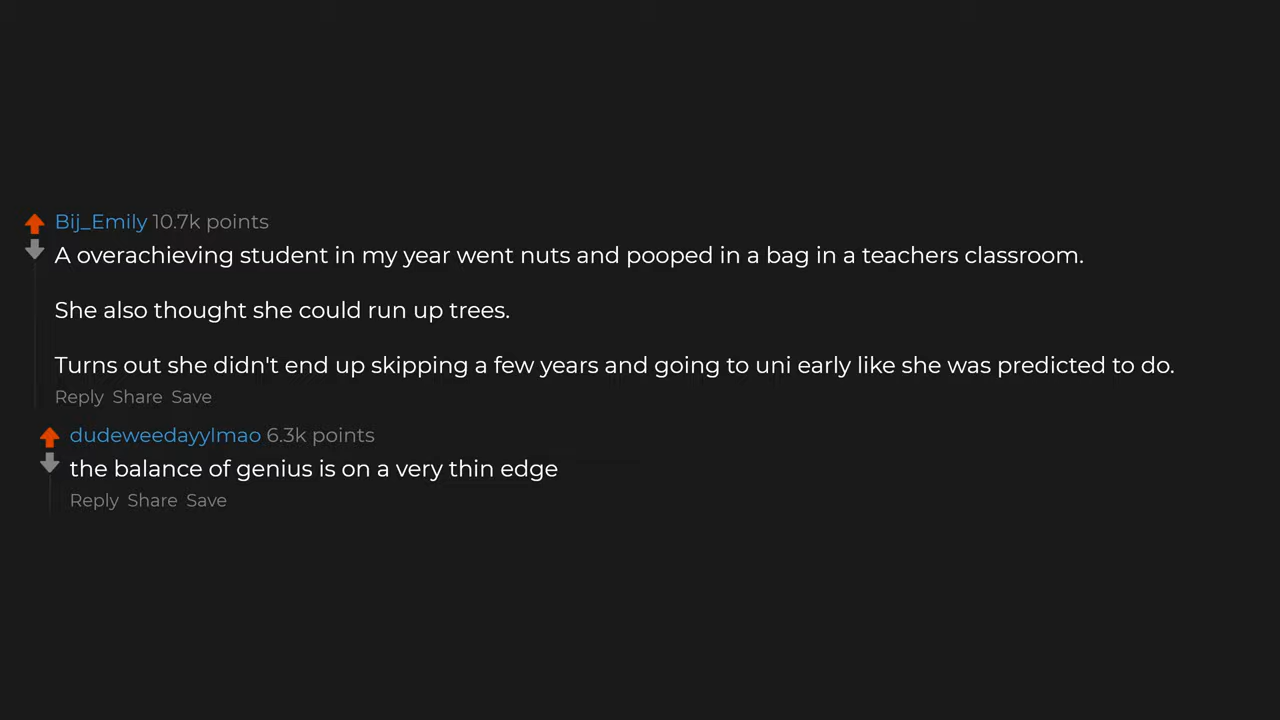 Bij_Emily 10.7k points
A overachieving student in my year went nuts and pooped in a bag in a teachers classroom.
She also thought she could run up trees.
Turns out she didn't end up skipping a few years and going to uni early like she was predicted to do.
Reply Share Save
dudeweedayylmao 6.3k points
the balance of genius is on a very thin edge
Reply Share Save